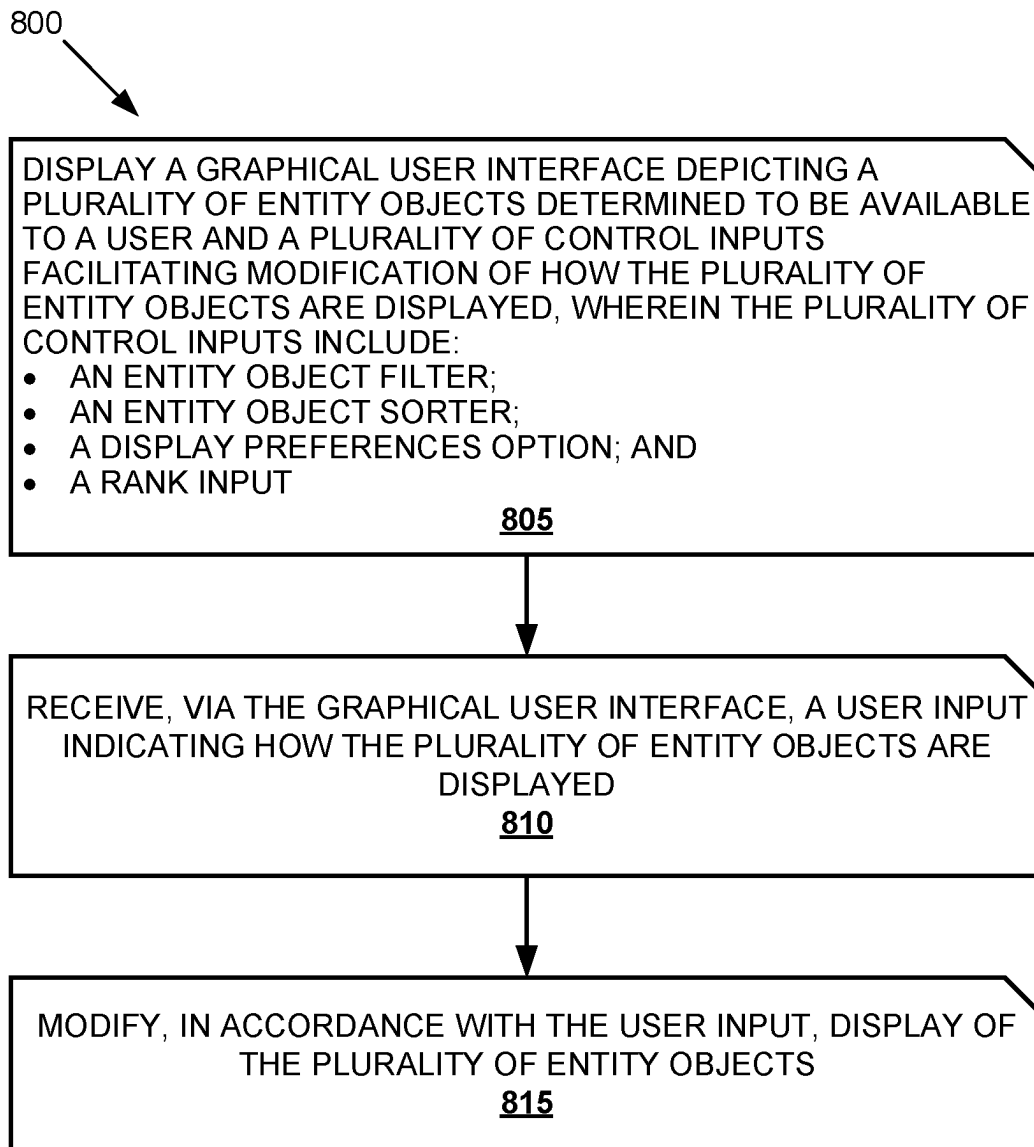 800
DISPLAY A GRAPHICAL USER INTERFACE DEPICTING A
PLURALITY OF ENTITY OBJECTS DETERMINED TO BE AVAILABLE
TO A USER AND A PLURALITY OF CONTROL INPUTS
FACILITATING MODIFICATION OF HOW THE PLURALITY OF
ENTITY OBJECTS ARE DISPLAYED, WHEREIN THE PLURALITY OF
CONTROL INPUTS INCLUDE:
• AN ENTITY OBJECT FILTER;
• AN ENTITY OBJECT SORTER;
• A DISPLAY PREFERENCES OPTION; AND
• A RANK INPUT
805
RECEIVE, VIA THE GRAPHICAL USER INTERFACE, A USER INPUT
INDICATING HOW THE PLURALITY OF ENTITY OBJECTS ARE
DISPLAYED
810
MODIFY, IN ACCORDANCE WITH THE USER INPUT, DISPLAY OF
THE PLURALITY OF ENTITY OBJECTS
815